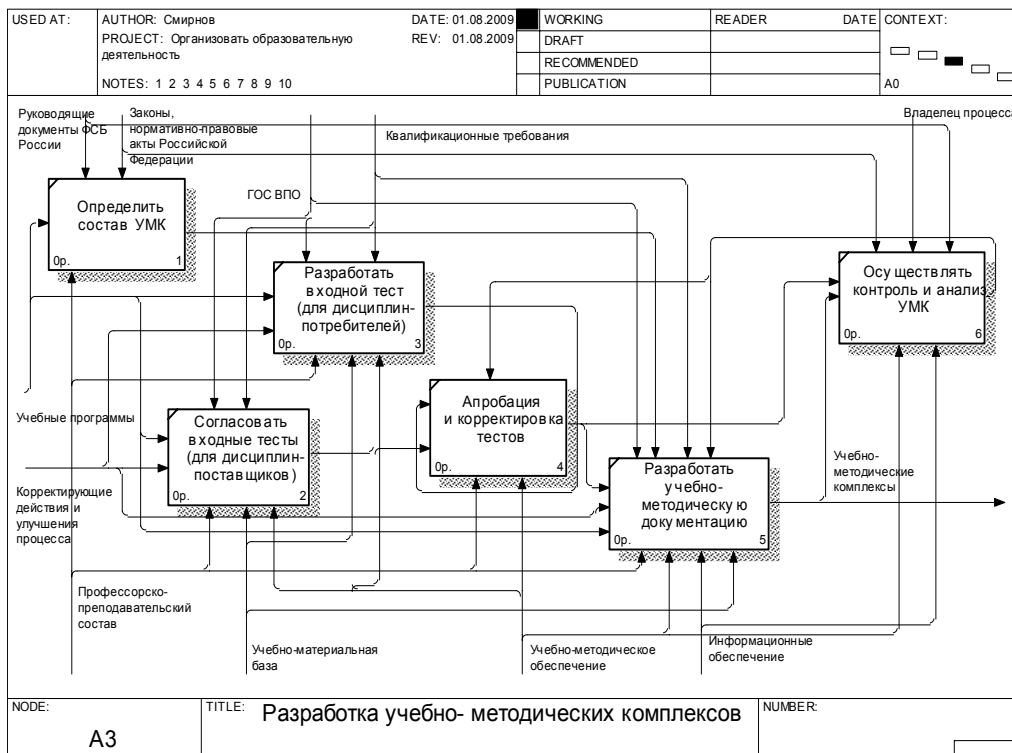 USED AT:
AUTHOR: Смирнов
DATE: 01.08.2009
WORKING
READER
DATE
CONTEXT:
PROJECT: Организовать образовательную
деятельность
REV: 01.08.2009
DRAFT
RECOMMENDED
NOTES: 1 2 3 4 5 6 7 8 9 10
PUBLICATION
A0
Руководящие
документы ФСБ
России
Законы,
нормативно-правовые
акты Российской
Федерации
Квалификационные требования
Владелец процесса
ГОС ВПО
Определить
состав УМК
0р.
1
Разработать
входной тест
(для дисциплин-
потребителей)
0р.
3
Осуществлять
контроль и анализ
УМК
0р.
6
Учебные программы
Согласовать
входные тесты
(для дисциплин-
поставщиков)
0р.
2
Апробация
и корректировка
тестов
0р.
4
Разработать
учебно-
методическую
документацию
0р.
5
Учебно-
методические
комплексы
Корректирующие
действия и
улучшения
процесса
Профессорско-
преподавательский
состав
Учебно-материальная
база
Учебно-методическое
обеспечение
Информационные
обеспечение
NODE:
A3
TITLE:
Разработка учебно- методических комплексов
NUMBER: